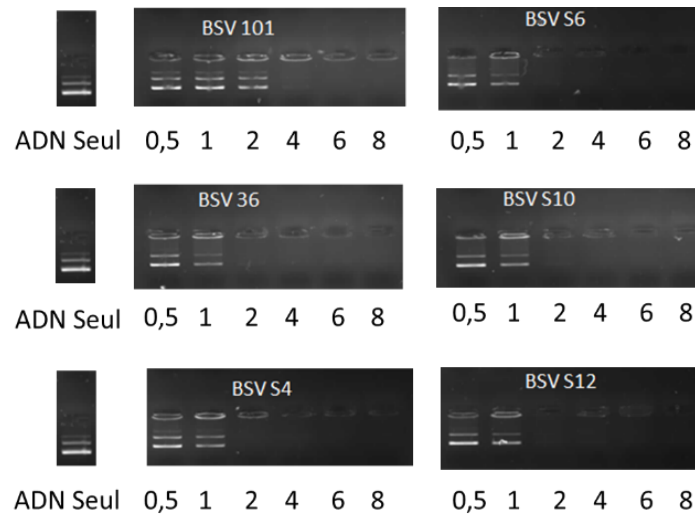 BSV 101
BSV S6
ADN Seul 0,5 1 2 4 6 8
0,5 1 2 4 6 8
BSV 36
BSV S10
ADN Seul 0,5 1 2 4 6 8
0,5 1 2 4 6 8
BSV S4
BSV S12
ADN Seul 0,5 1 2 4 6 8
0,5 1 2 4 6 8